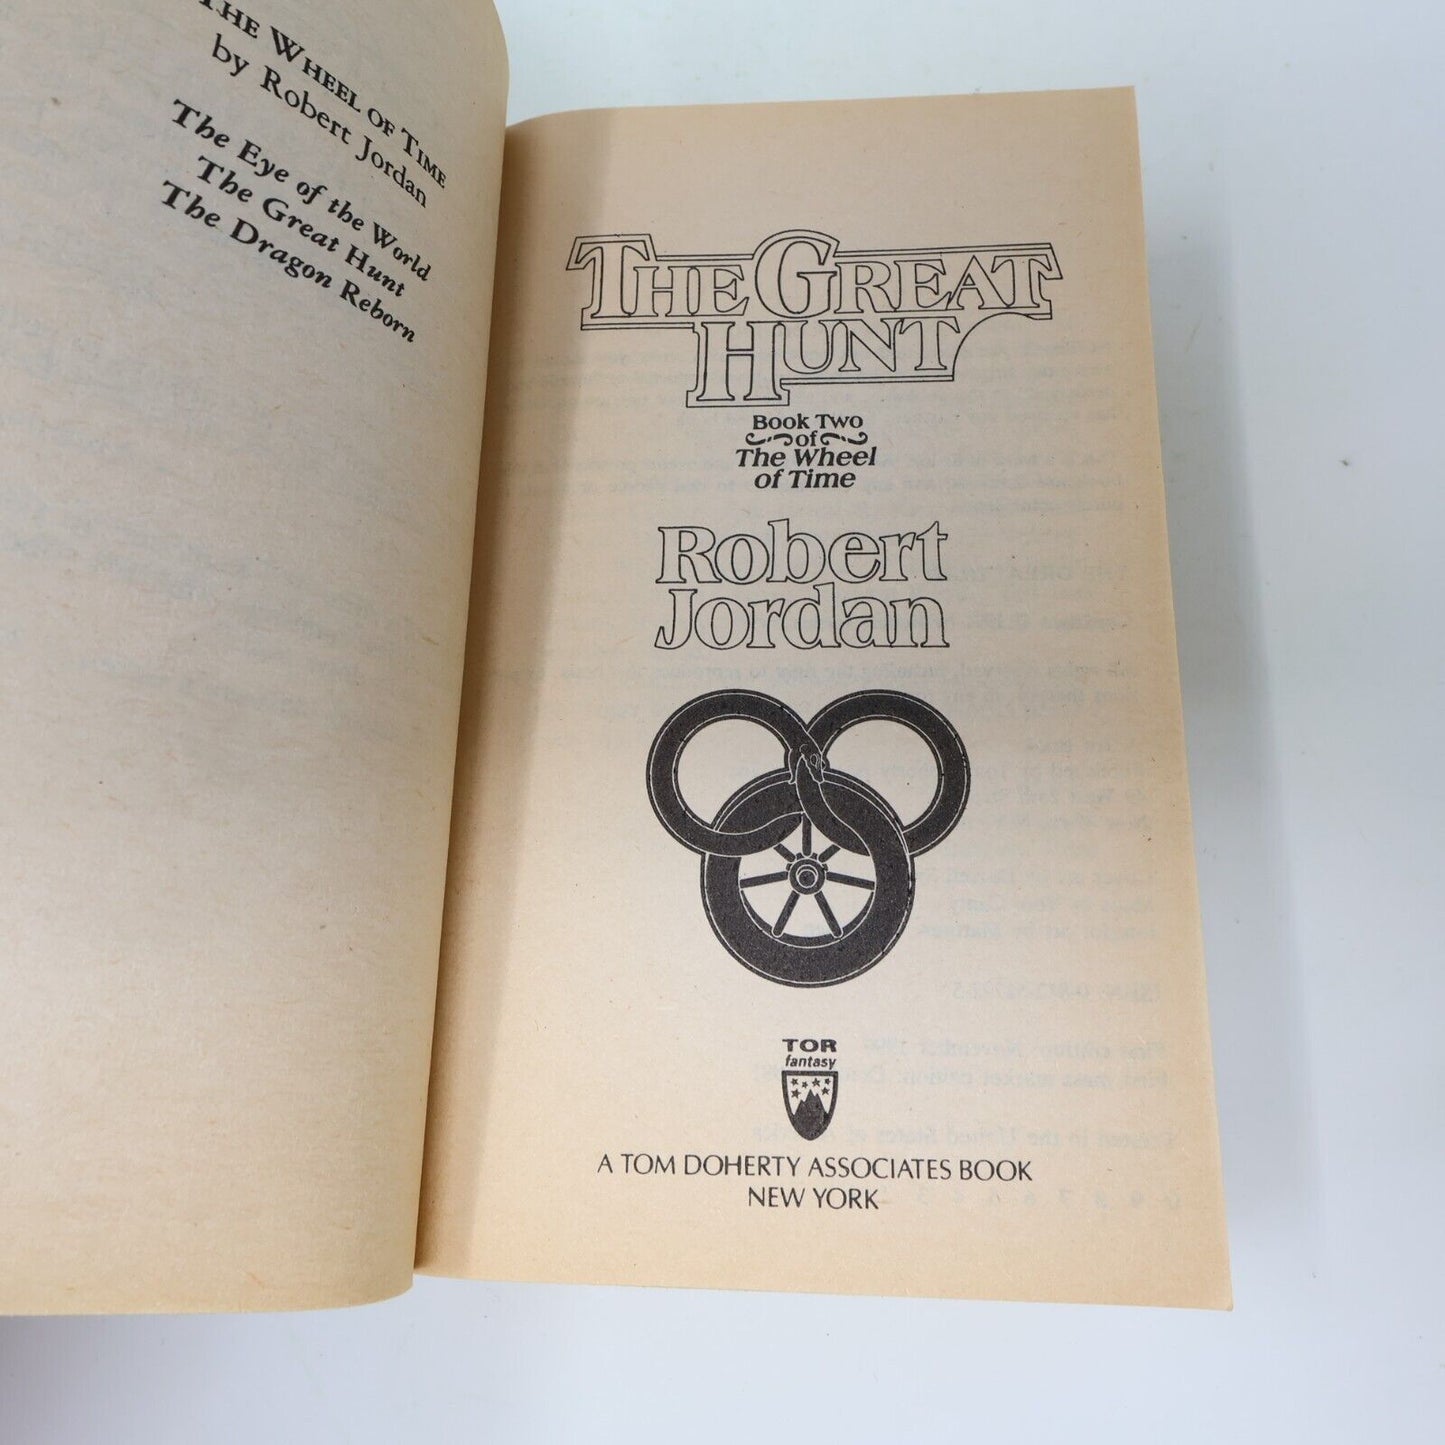 THE WHEEL OF TIME
by Robert Jordan
The Eye of the World
The Great Hunt
The Dragon Reborn
THE GREAT
HUNT
Book Two
of
The Wheel
of Time
Robert
Jordan
TOR
fantasy
A TOM DOHERTY ASSOCIATES BOOK
NEW YORK